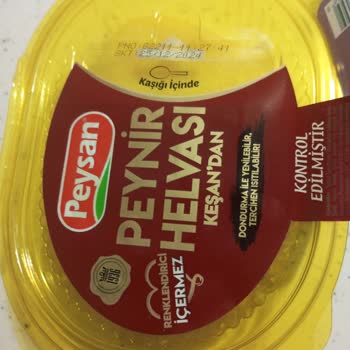 Kaşığı İçinde
Peysan
PEYNİR
HELVASI
KEŞAN'DAN
DONDURMA İLE YENİLEBİLİR,
TERCİHEN ISITILABİLİR!
RENKLENDİRİCİ
İÇERMEZ
1936
KONTROL
EDİLMİŞTİR